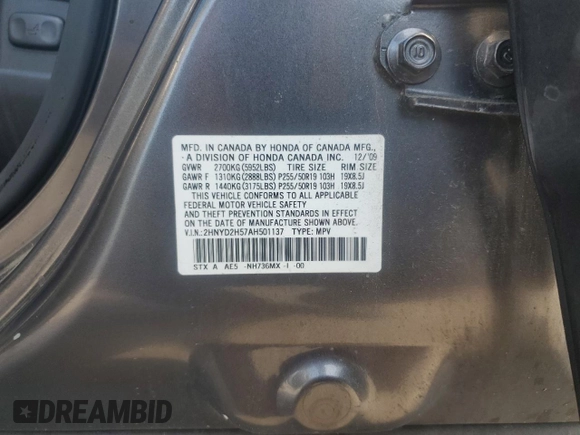 10
MFD. IN CANADA BY HONDA OF CANADA MFG.,
A DIVISION OF HONDA CANADA INC. 12/'09
GVWR 2700KG(5952LBS) TIRE SIZE RIM SIZE
GAWR F 1310KG(2888LBS) P255/50R19 103H 19X8.5J
GAWR R 1440KG(3175LBS) P255/50R19 103H 19X8.5J
THIS VEHICLE CONFORMS TO ALL APPLICABLE
FEDERAL MOTOR VEHICLE SAFETY
AND THEFT PREVENTION STANDARDS IN EFFECT
ON THE DATE OF MANUFACTURE SHOWN ABOVE.
V.I.N.:2HNYD2H57AH501137 TYPE: MPV
STX A AE5 NH736MX -I -00
DREAMBID